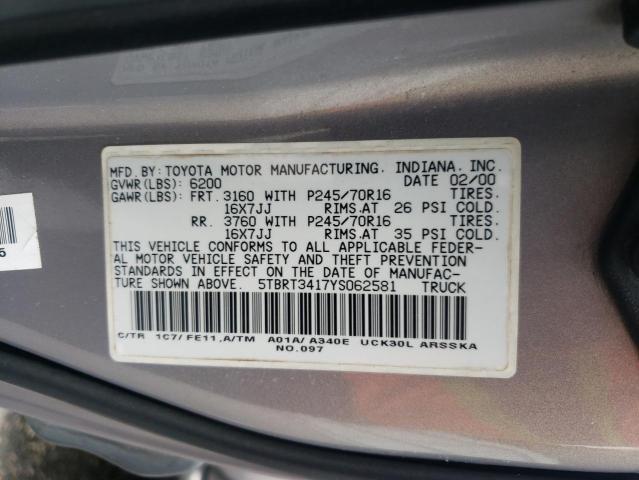 MFD. BY: TOYOTA MOTOR MANUFACTURING, INDIANA, INC.
GVWR(LBS): 6200 DATE 02/00
GAWR(LBS): FRT. 3160 WITH P245/70R16 TIRES.
16X7JJ RIMS.AT 26 PSI COLD.
RR. 3760 WITH P245/70R16 TIRES.
16X7JJ RIMS.AT 35 PSI COLD.
THIS VEHICLE CONFORMS TO ALL APPLICABLE FEDER-
AL MOTOR VEHICLE SAFETY AND THEFT PREVENTION
STANDARDS IN EFFECT ON THE DATE OF MANUFAC-
TURE SHOWN ABOVE. 5TBRT3417YS062581 TRUCK
C/TR 1C7/ FE11,A/TM A01A/ A340E UCK30L ARSSKA
NO.097
5